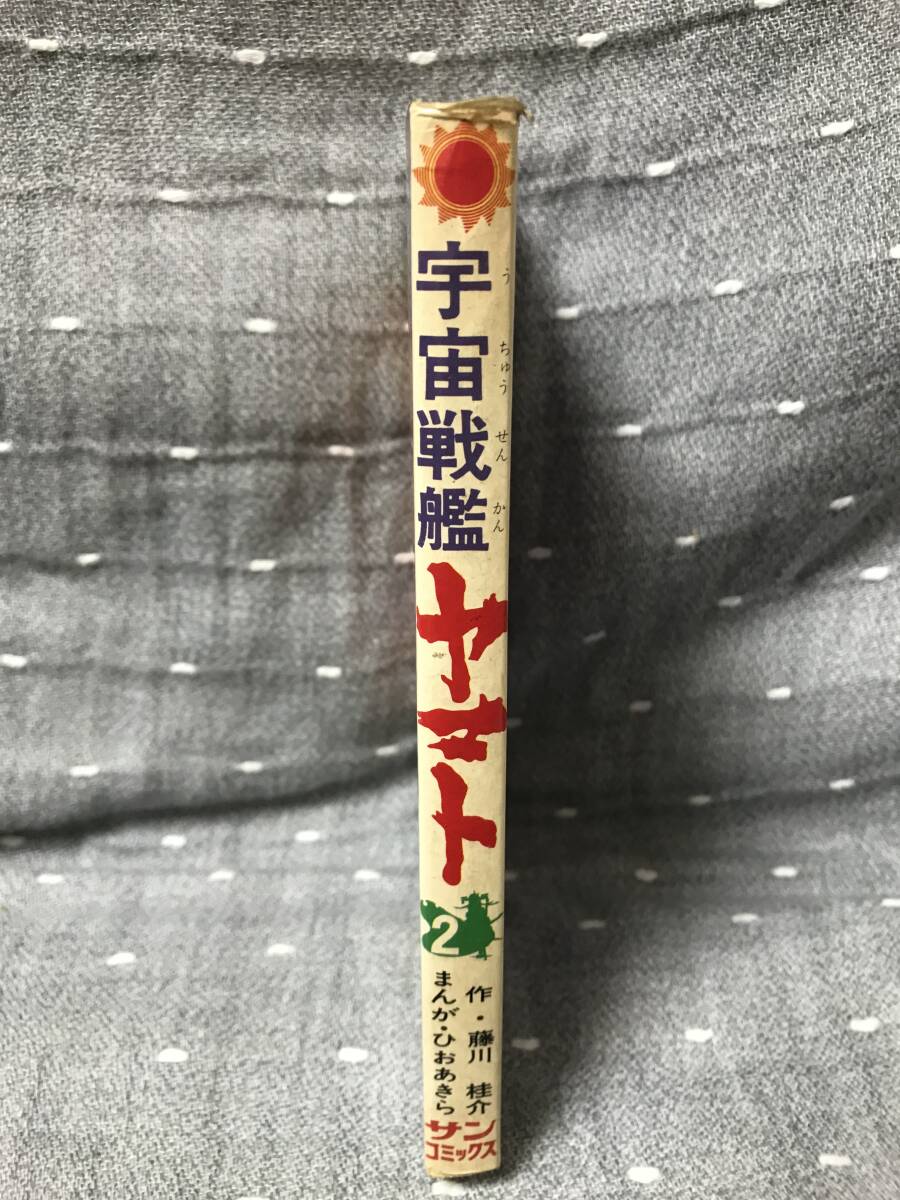 宇宙戦艦
う ちゅう せん かん
ヤマト
2
作・藤川 桂介
まんが・ひおあきら
サン
コミックス